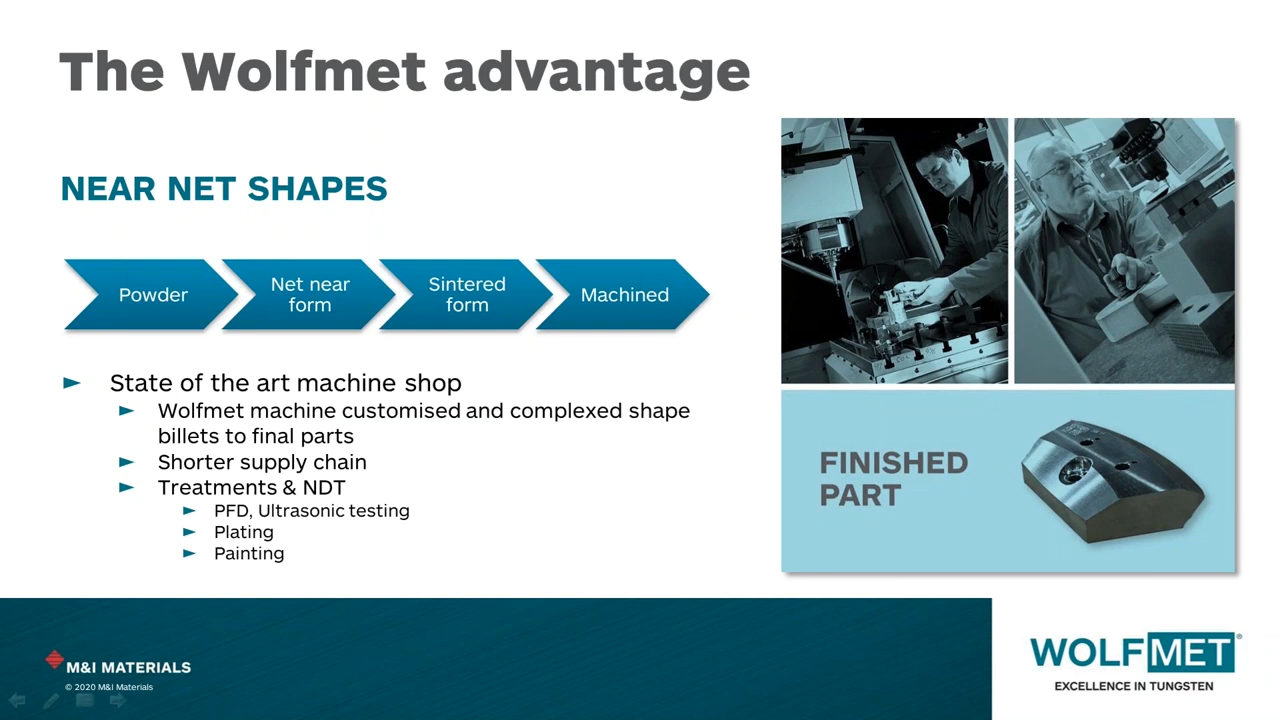 The Wolfmet advantage
NEAR NET SHAPES
Powder
Net near
form
Sintered
form
Machined
► State of the art machine shop
► Wolfmet machine customised and complexed shape
billets to final parts
► Shorter supply chain
► Treatments & NDT
► PFD, Ultrasonic testing
► Plating
► Painting
FINISHED
PART
M&I MATERIALS
© 2020 M&I Materials
WOLFMET®
EXCELLENCE IN TUNGSTEN